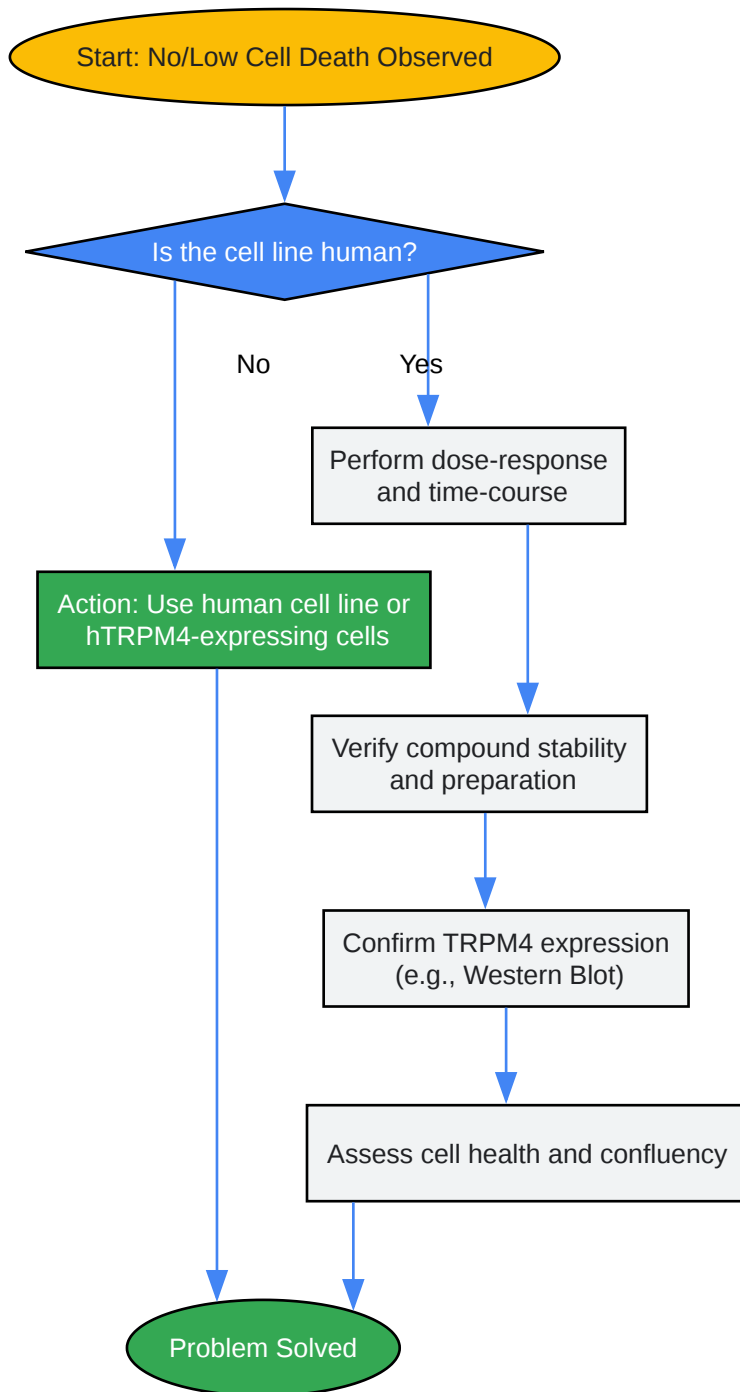 Start: No/Low Cell Death Observed
Is the cell line human?
No
Yes
Perform dose-response
and time-course
Action: Use human cell line or
hTRPM4-expressing cells
Verify compound stability
and preparation
Confirm TRPM4 expression
(e.g., Western Blot)
Assess cell health and confluency
Problem Solved